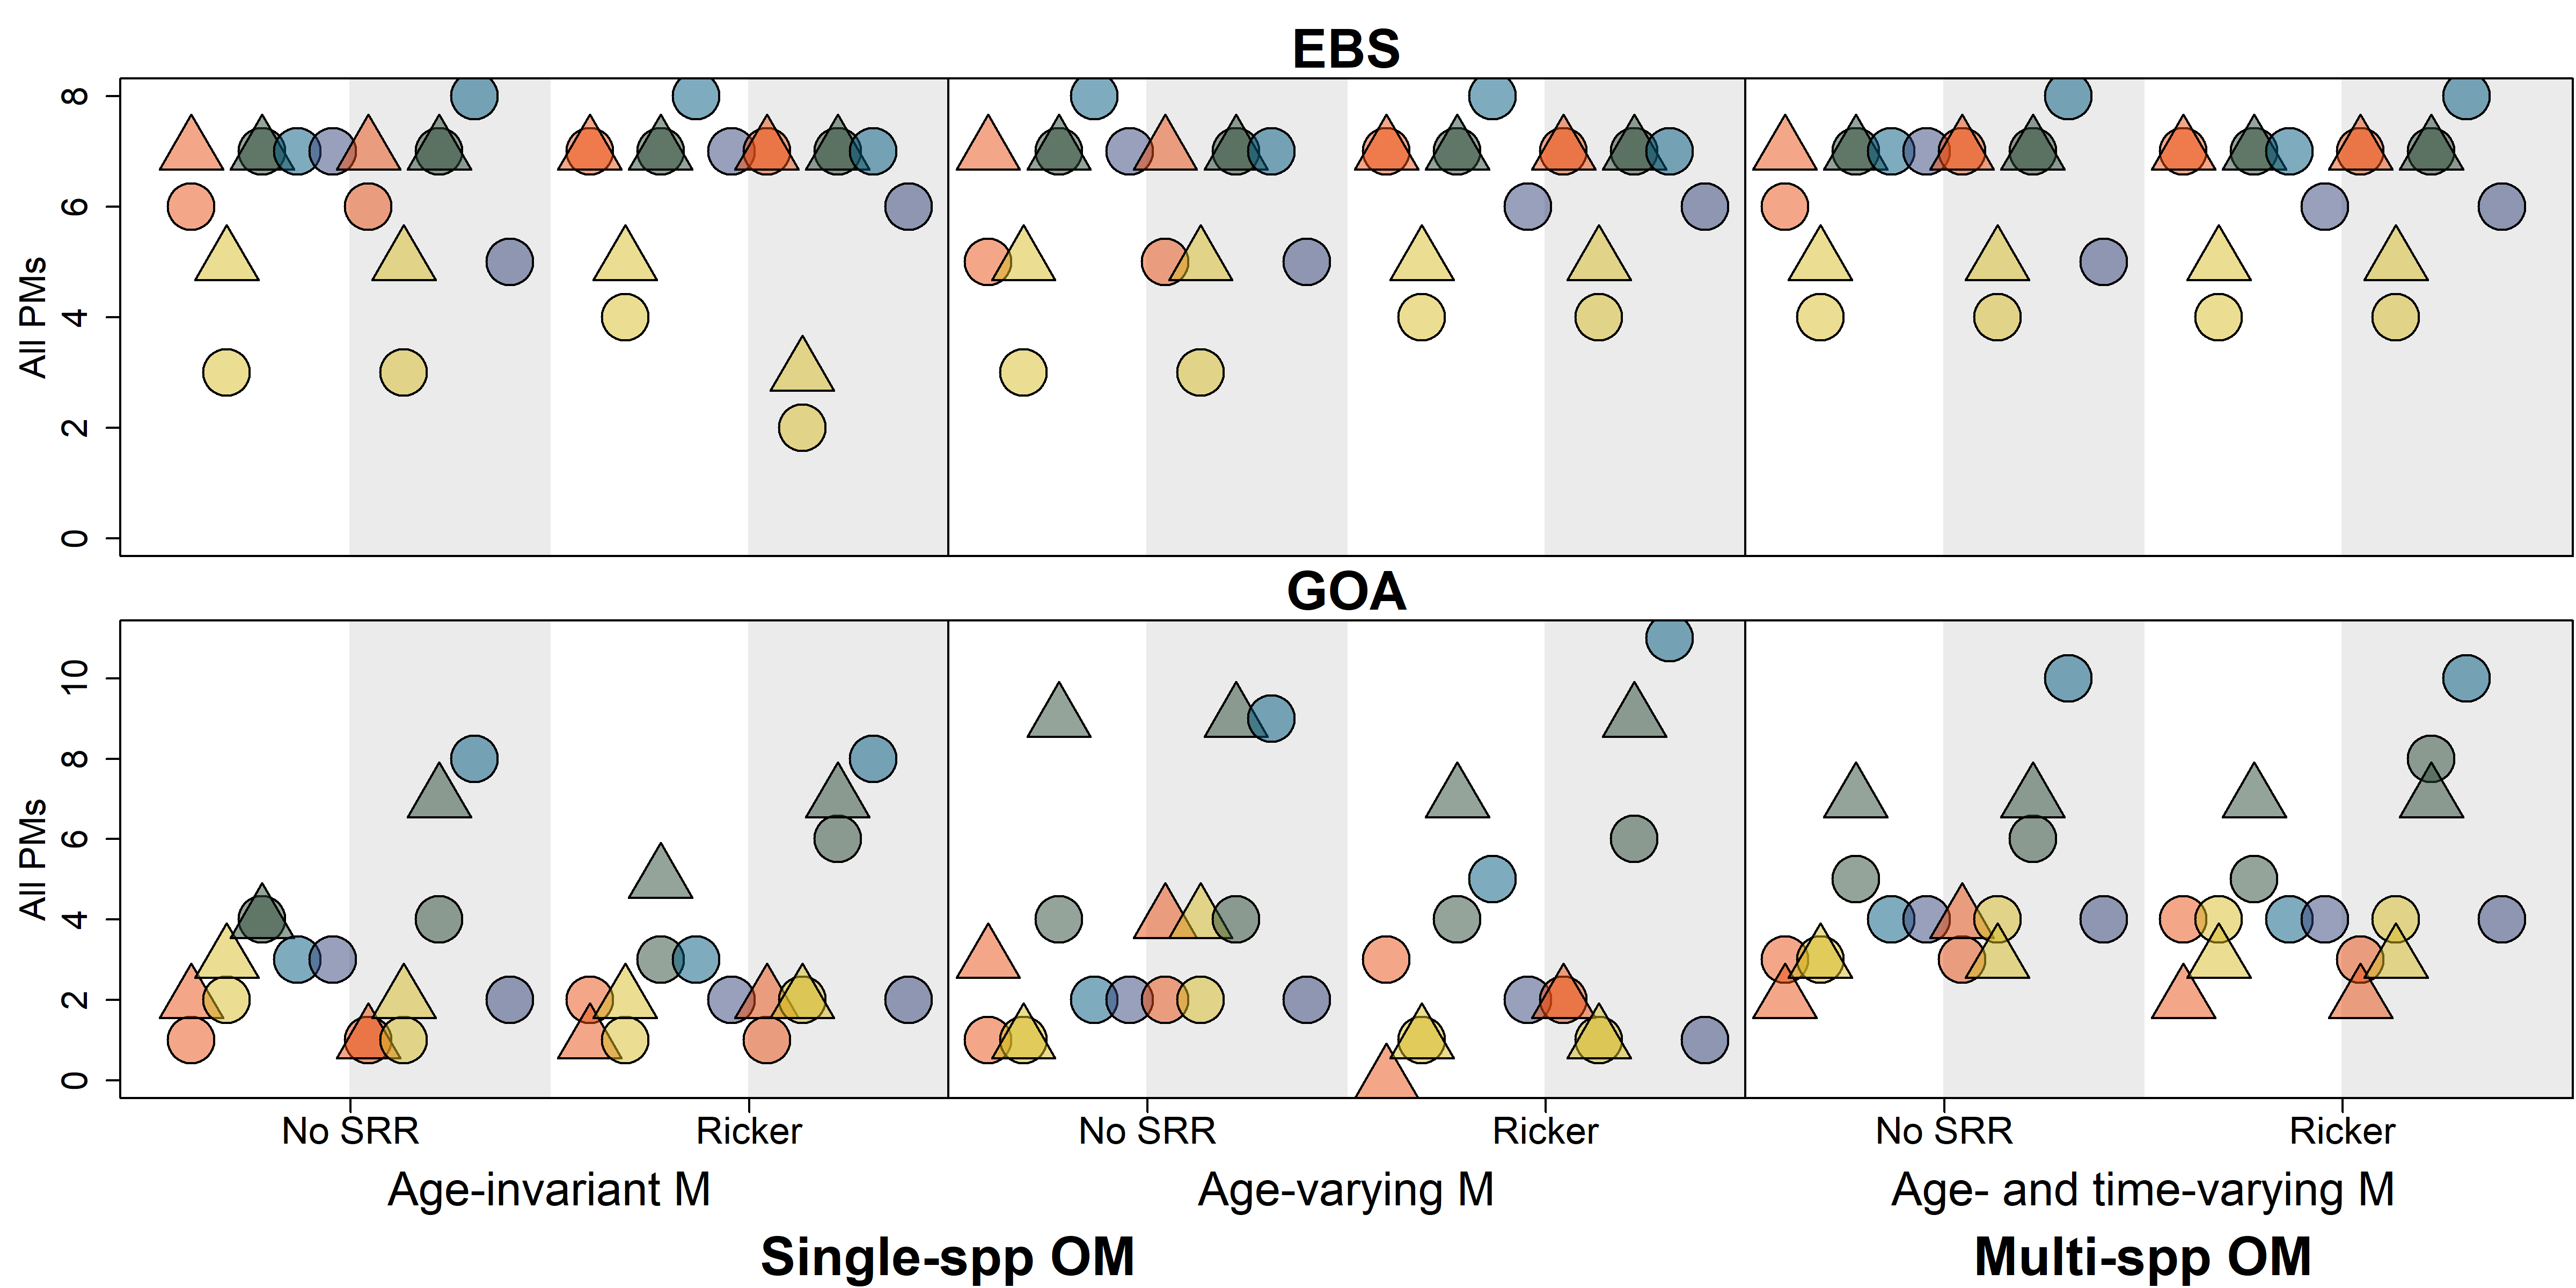 EBS
All PMs
8
6
4
2
0
GOA
All PMs
10
8
6
4
2
0
No SRR Ricker No SRR Ricker No SRR Ricker
Age-invariant M Age-varying M Age- and time-varying M
Single-spp OM Multi-spp OM